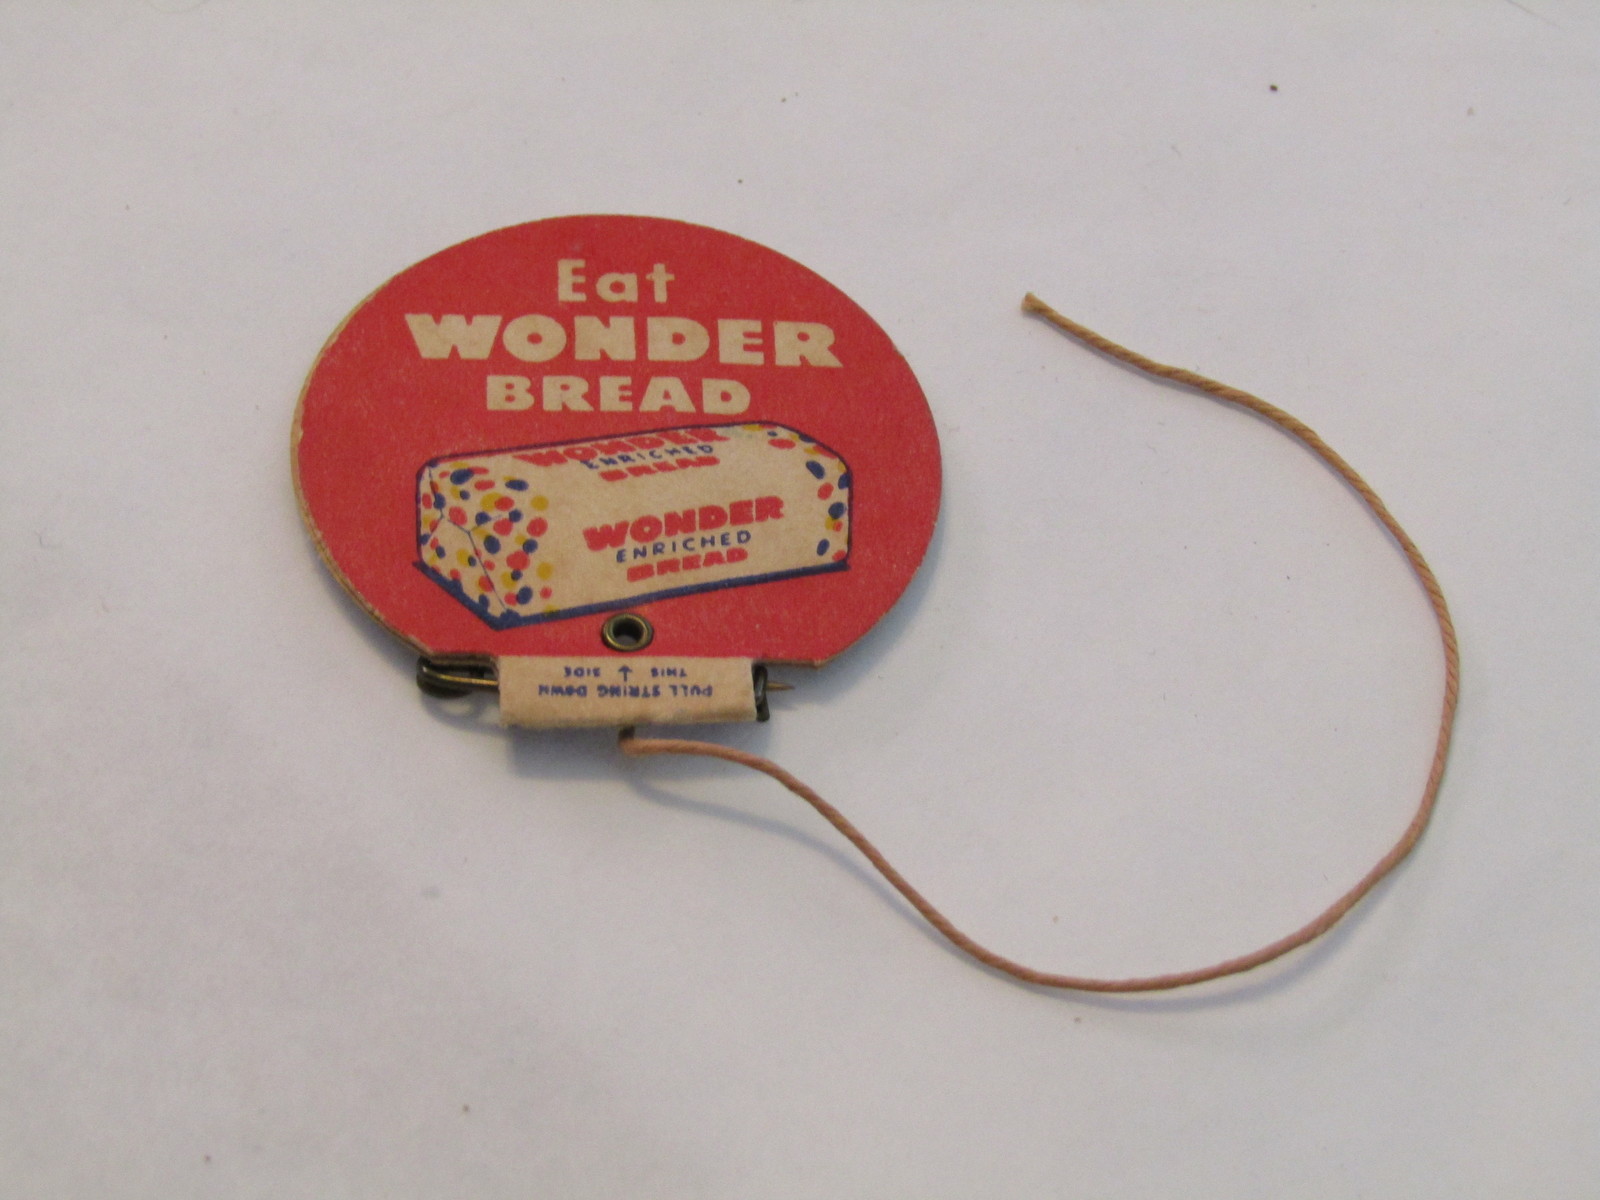 Eat
WONDER
BREAD
WONDER
ENRICHED
BREAD
WONDER
ENRICHED
BREAD
PULL STRING DOWN
THIS ↑ SIDE